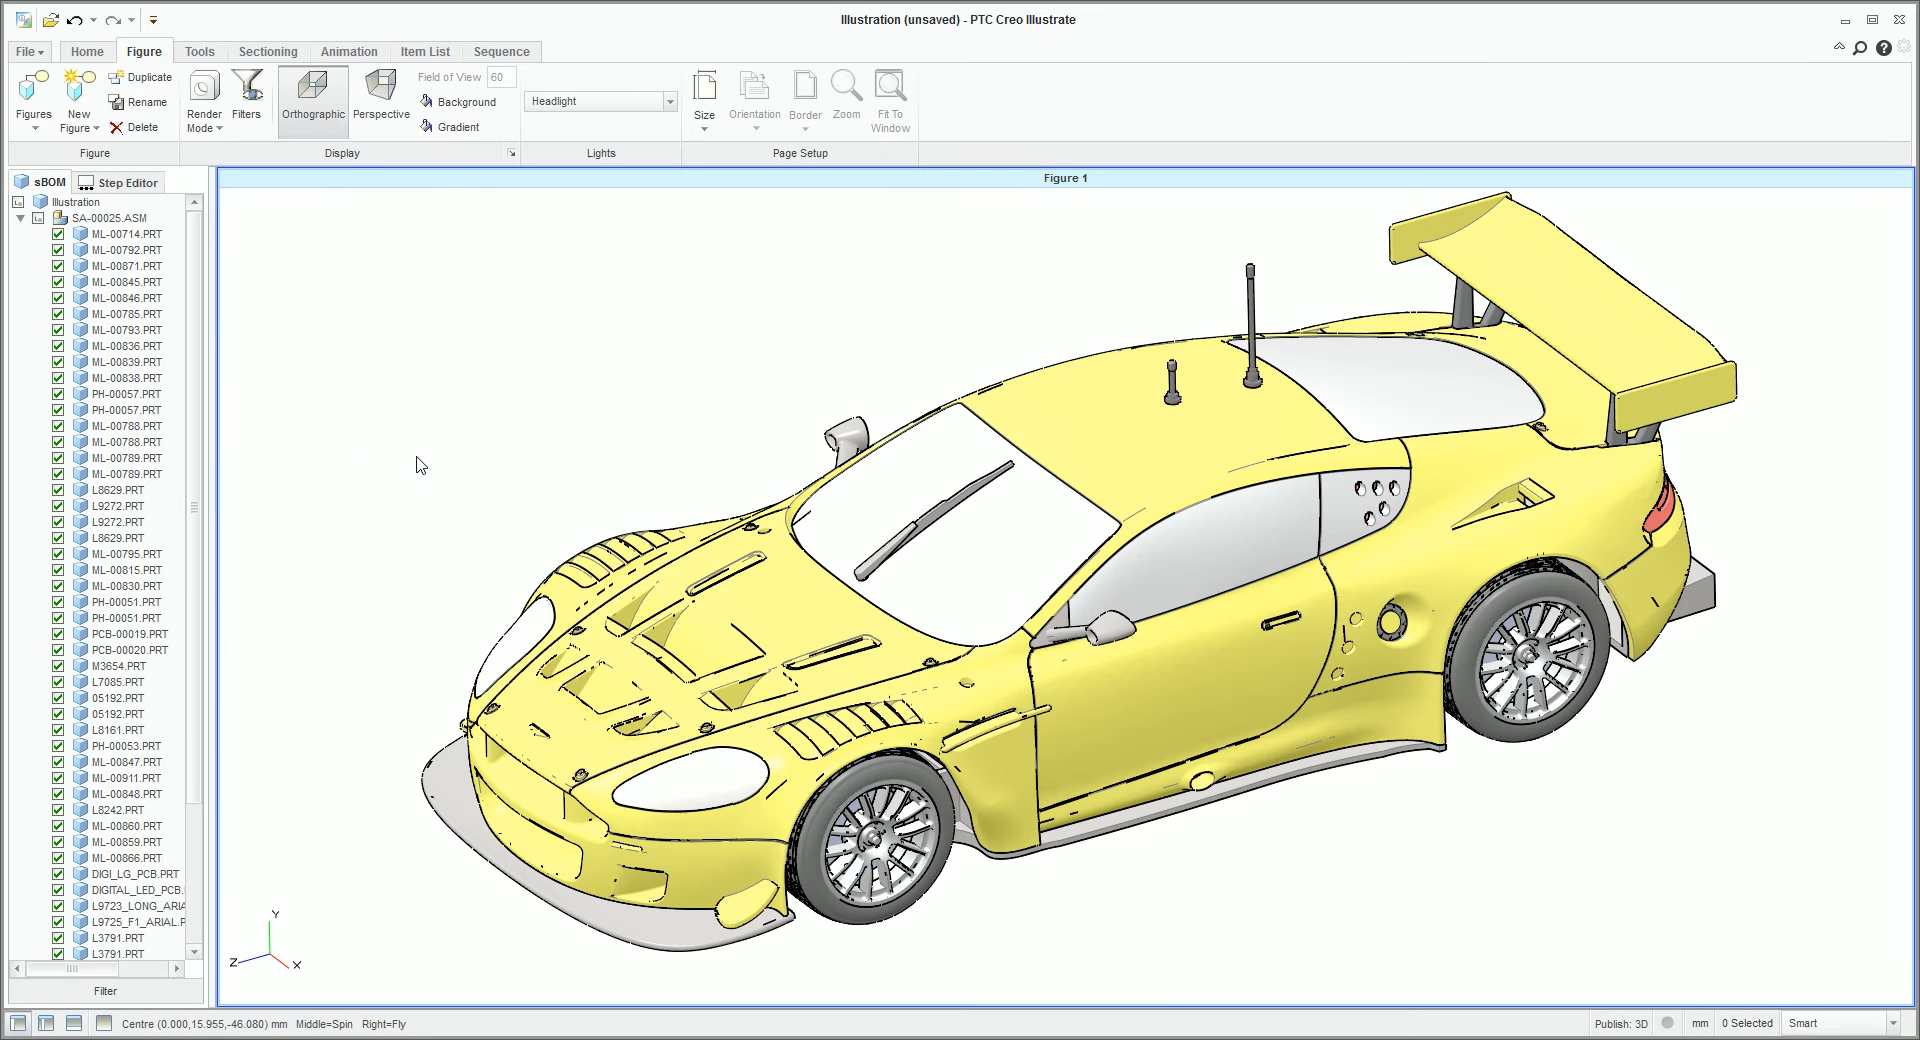 Illustration (unsaved) - PTC Creo Illustrate
File Home Figure Tools Sectioning Animation Item List Sequence
Figures
New Figure
Duplicate
Rename
Delete
Figure
Render Mode
Filters
Orthographic
Perspective
Field of View 60
Background
Gradient
Display
Headlight
Lights
Size
Orientation
Border
Zoom
Fit To Window
Page Setup
sBOM Step Editor
Figure 1
Illustration
SA-00025.ASM
ML-00714.PRT
ML-00792.PRT
ML-00871.PRT
ML-00845.PRT
ML-00846.PRT
ML-00785.PRT
ML-00793.PRT
ML-00836.PRT
ML-00839.PRT
ML-00838.PRT
PH-00057.PRT
PH-00057.PRT
ML-00788.PRT
ML-00788.PRT
ML-00789.PRT
ML-00789.PRT
L8629.PRT
L9272.PRT
L9272.PRT
L8629.PRT
ML-00795.PRT
ML-00815.PRT
ML-00830.PRT
PH-00051.PRT
PH-00051.PRT
PCB-00019.PRT
PCB-00020.PRT
M3654.PRT
L7085.PRT
05192.PRT
05192.PRT
L8161.PRT
PH-00053.PRT
ML-00847.PRT
ML-00911.PRT
ML-00848.PRT
L8242.PRT
ML-00860.PRT
ML-00859.PRT
ML-00866.PRT
DIGI_LG_PCB.PRT
DIGITAL_LED_PCB.
L9723_LONG_ARIA
L9725_F1_ARIAL.P
L3791.PRT
L3791.PRT
Filter
Y
Z
X
Centre (0.000,15.955,-46.080) mm Middle=Spin Right=Fly
Publish: 3D mm 0 Selected Smart